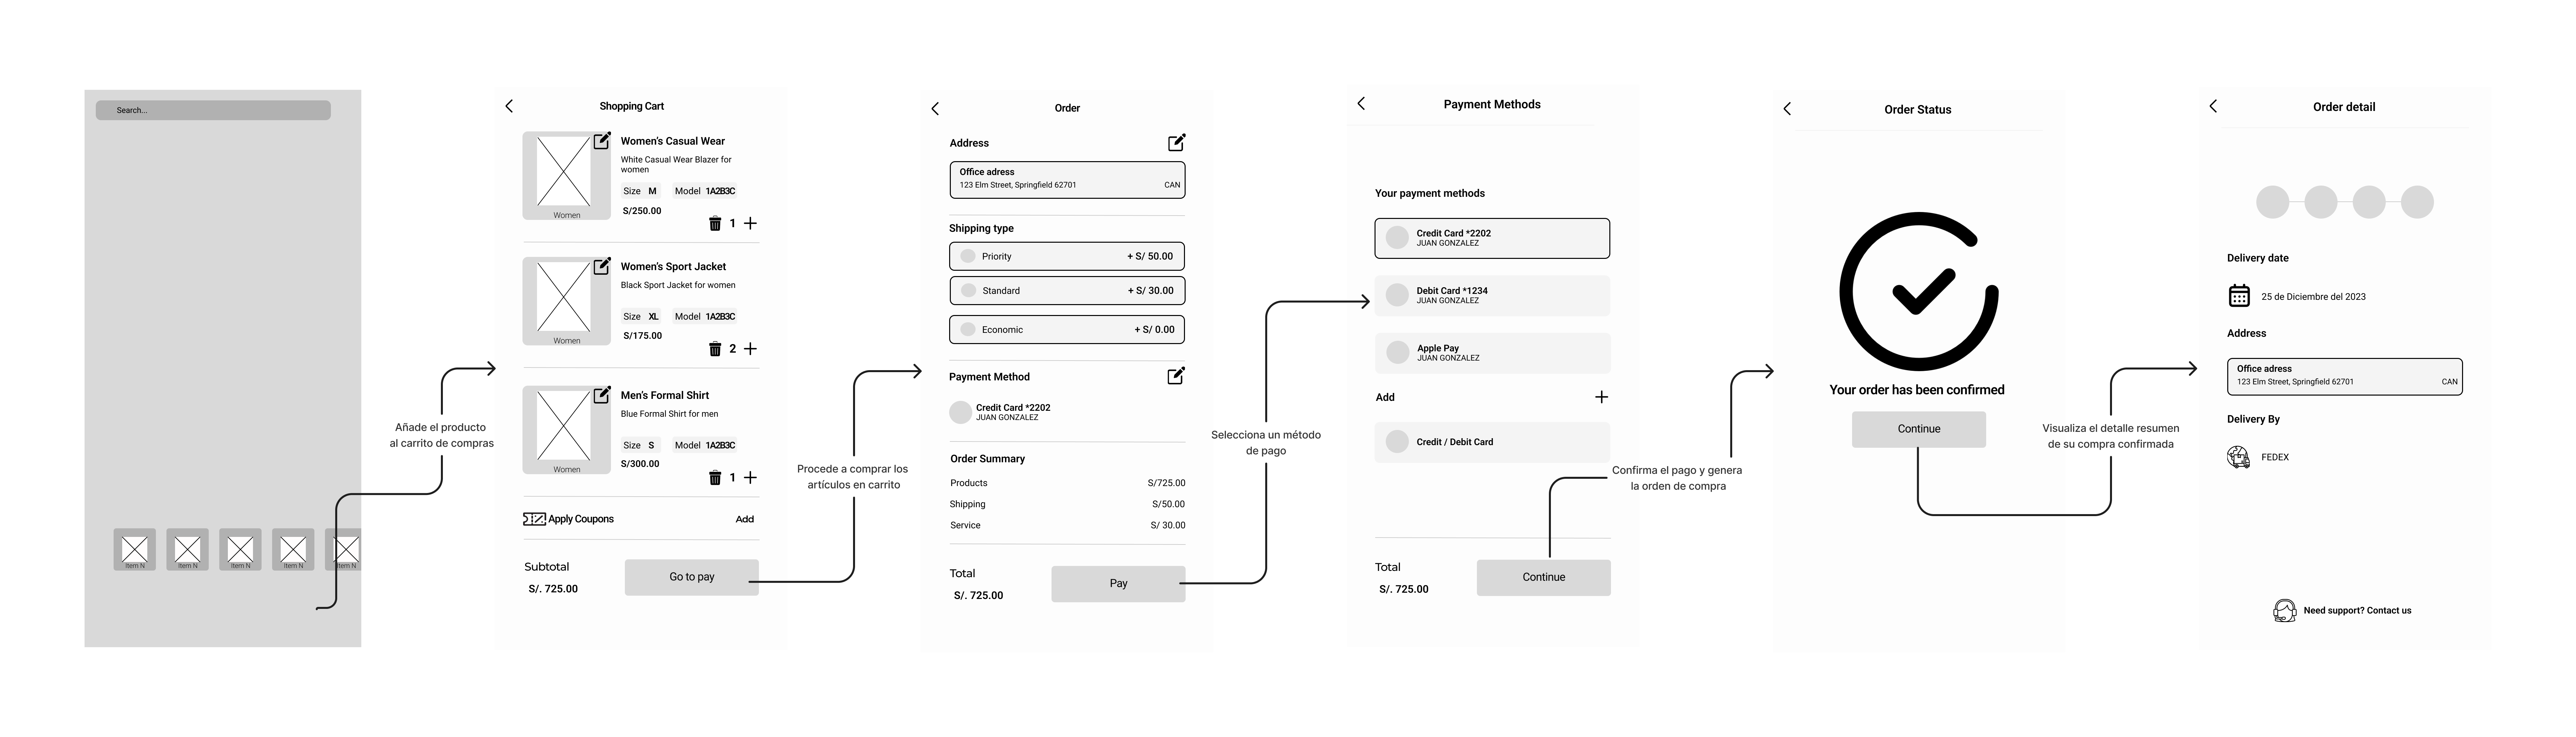 Search...
Item N
Item N
Item N
Item N
Item N
Añade el producto
al carrito de compras
Shopping Cart
Women
Women's Casual Wear
White Casual Wear Blazer for
women
Size M Model 1A2B3C
S/250.00
1
Women
Women's Sport Jacket
Black Sport Jacket for women
Size XL Model 1A2B3C
S/175.00
2
Women
Men's Formal Shirt
Blue Formal Shirt for men
Size S Model 1A2B3C
S/300.00
1
Apply Coupons Add
Subtotal
S/. 725.00
Go to pay
Procede a comprar los
artículos en carrito
Order
Address
Office adress
123 Elm Street, Springfield 62701 CAN
Shipping type
Priority + S/ 50.00
Standard + S/ 30.00
Economic + S/ 0.00
Payment Method
Credit Card *2202
JUAN GONZALEZ
Order Summary
Products S/725.00
Shipping S/50.00
Service S/ 30.00
Total
S/. 725.00
Pay
Selecciona un método
de pago
Payment Methods
Your payment methods
Credit Card *2202
JUAN GONZALEZ
Debit Card *1234
JUAN GONZALEZ
Apple Pay
JUAN GONZALEZ
Add
Credit / Debit Card
Total
S/. 725.00
Continue
Confirma el pago y genera
la orden de compra
Order Status
Your order has been confirmed
Continue
Visualiza el detalle resumen
de su compra confirmada
Order detail
Delivery date
25 de Diciembre del 2023
Address
Office adress
123 Elm Street, Springfield 62701 CAN
Delivery By
FEDEX
Need support? Contact us